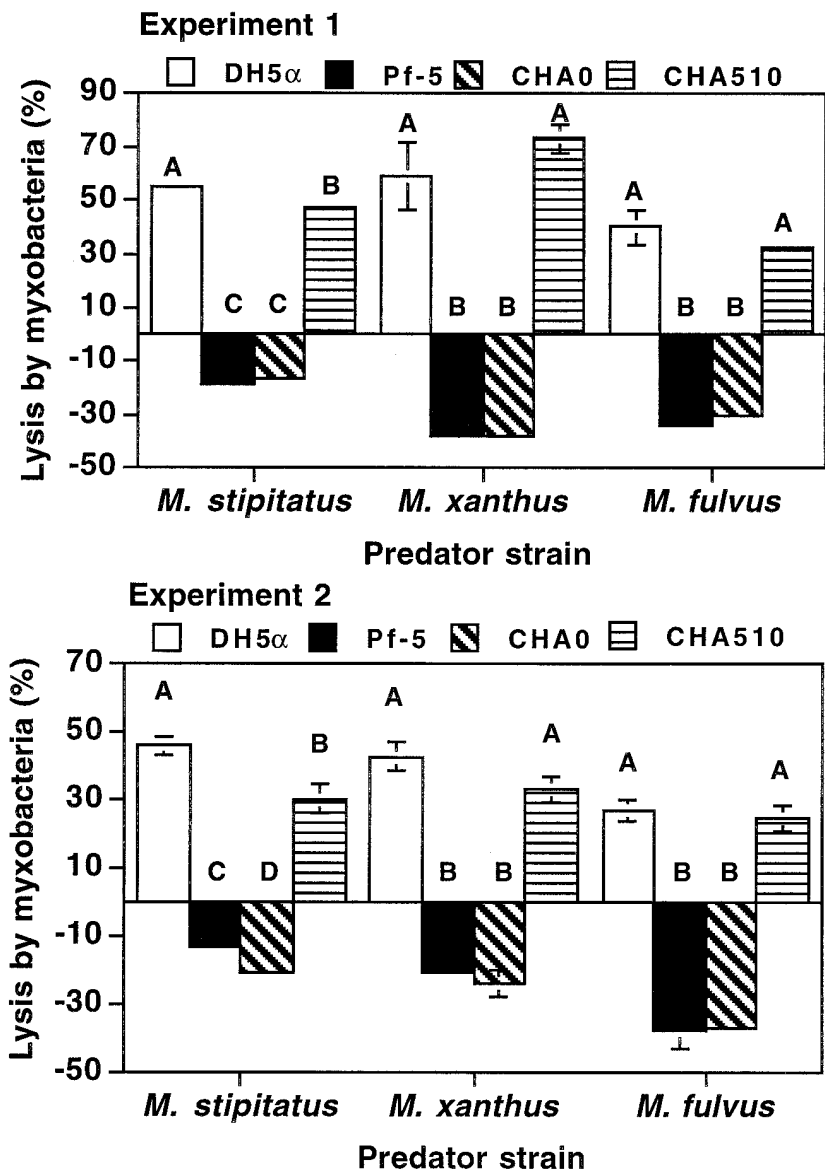 Experiment 1
DH5α Pf-5 CHA0 CHA510
Lysis by myxobacteria (%)
90
70
50
30
10
-10
-30
-50
A C C B A B B A A B B A
M. stipitatus M. xanthus M. fulvus
Predator strain
Experiment 2
DH5α Pf-5 CHA0 CHA510
Lysis by myxobacteria (%)
70
50
30
10
-10
-30
-50
A C D B A B B A A B B A
M. stipitatus M. xanthus M. fulvus
Predator strain